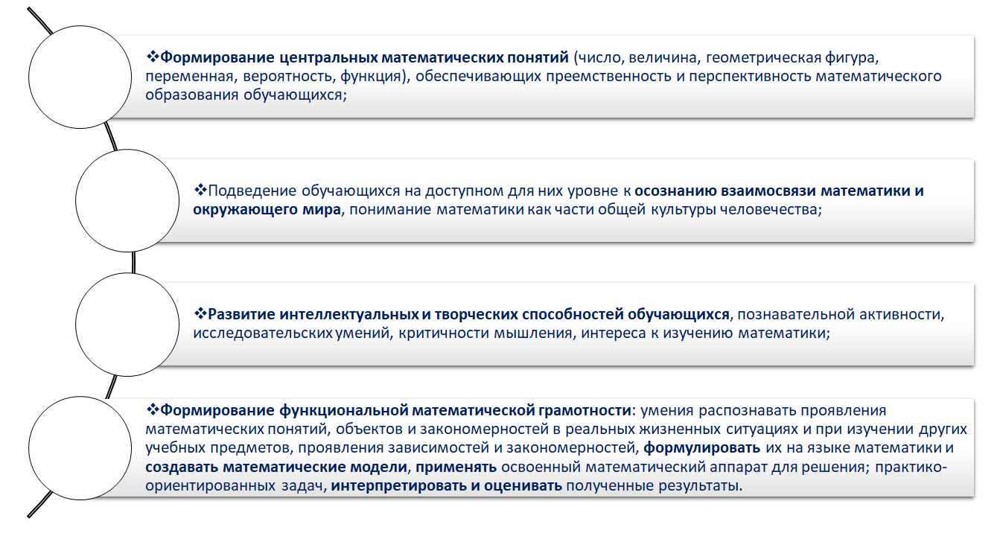 ❖Формирование центральных математических понятий (число, величина, геометрическая фигура,
переменная, вероятность, функция), обеспечивающих преемственность и перспективность математического
образования обучающихся;
❖Подведение обучающихся на доступном для них уровне к осознанию взаимосвязи математики и
окружающего мира, понимание математики как части общей культуры человечества;
❖Развитие интеллектуальных и творческих способностей обучающихся, познавательной активности,
исследовательских умений, критичности мышления, интереса к изучению математики;
❖Формирование функциональной математической грамотности: умения распознавать проявления
математических понятий, объектов и закономерностей в реальных жизненных ситуациях и при изучении других
учебных предметов, проявления зависимостей и закономерностей, формулировать их на языке математики и
создавать математические модели, применять освоенный математический аппарат для решения; практико-
ориентированных задач, интерпретировать и оценивать полученные результаты.